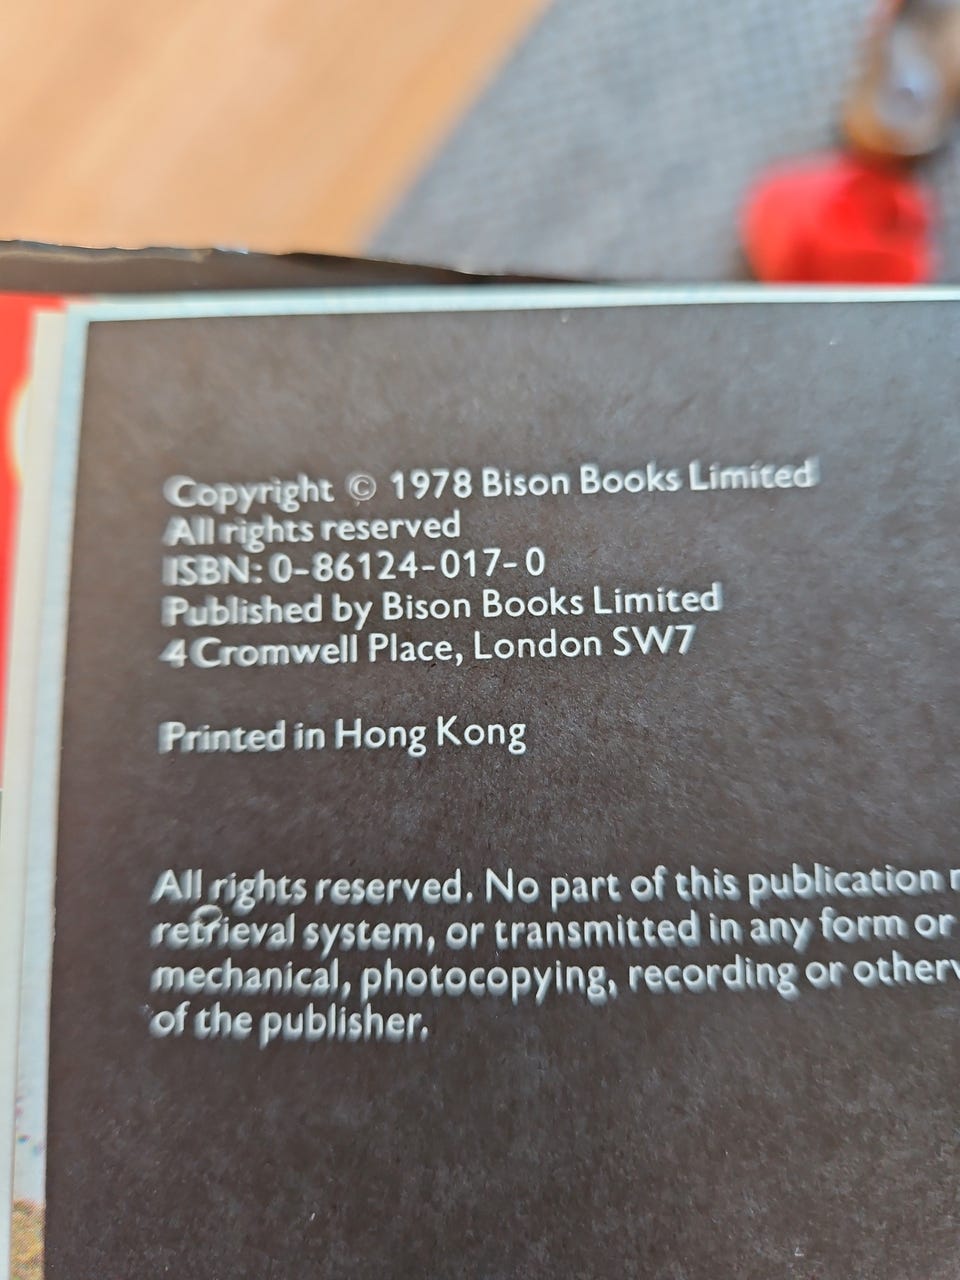 Copyright © 1978 Bison Books Limited
All rights reserved
ISBN: 0-86124-017-0
Published by Bison Books Limited
4 Cromwell Place, London SW7
Printed in Hong Kong
All rights reserved. No part of this publication
retrieval system, or transmitted in any form or
mechanical, photocopying, recording or
of the publisher.